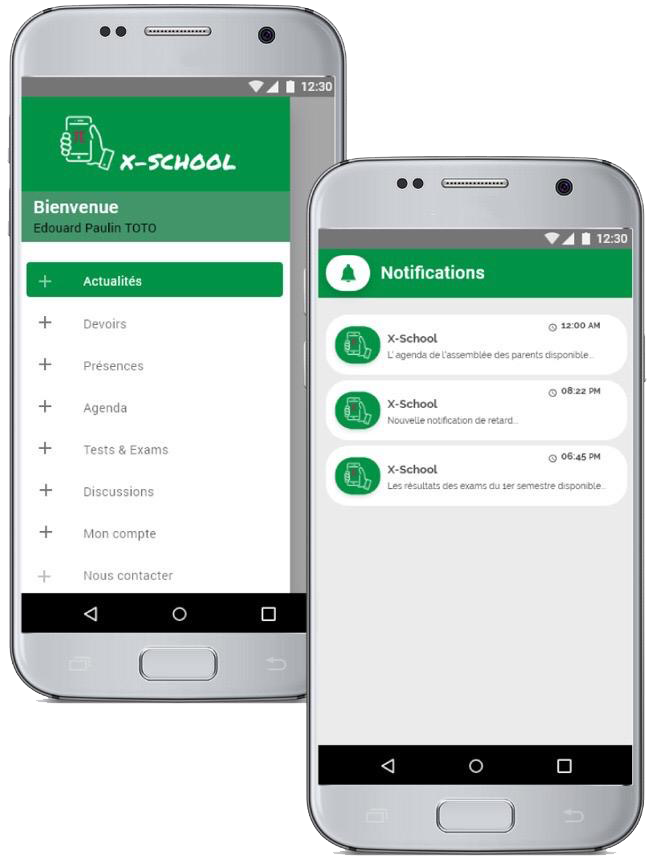 12:30
π
X-SCHOOL
Bienvenue
Edouard Paulin TOTO
Actualités
Devoirs
Présences
Agenda
Tests & Exams
Discussions
Mon compte
Nous contacter
12:30
Notifications
12:00 AM
X-School
L' agenda de l'assemblée des parents disponible...
08:22 PM
X-School
Nouvelle notification de retard...
06:45 PM
X-School
Les résultats des exams du 1er semestre disponible...